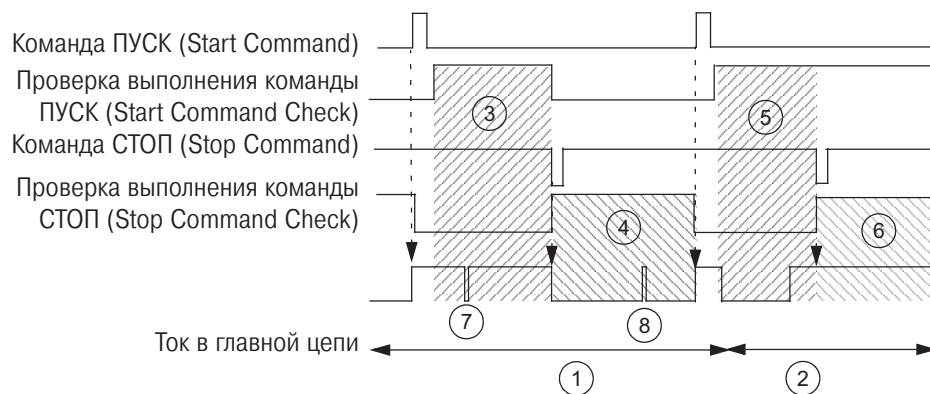 Команда ПУСК (Start Command)
Проверка выполнения команды
ПУСК (Start Command Check)
Команда СТОП (Stop Command)
Проверка выполнения команды
СТОП (Stop Command Check)
Ток в главной цепи
3
5
4
6
7
8
1
2